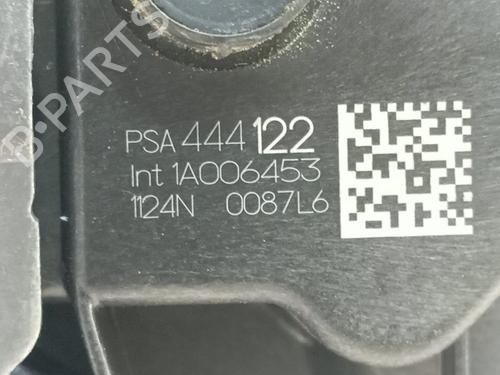 B-PARTS
PSA 444 122
Int 1A006453
1124N 0087L6